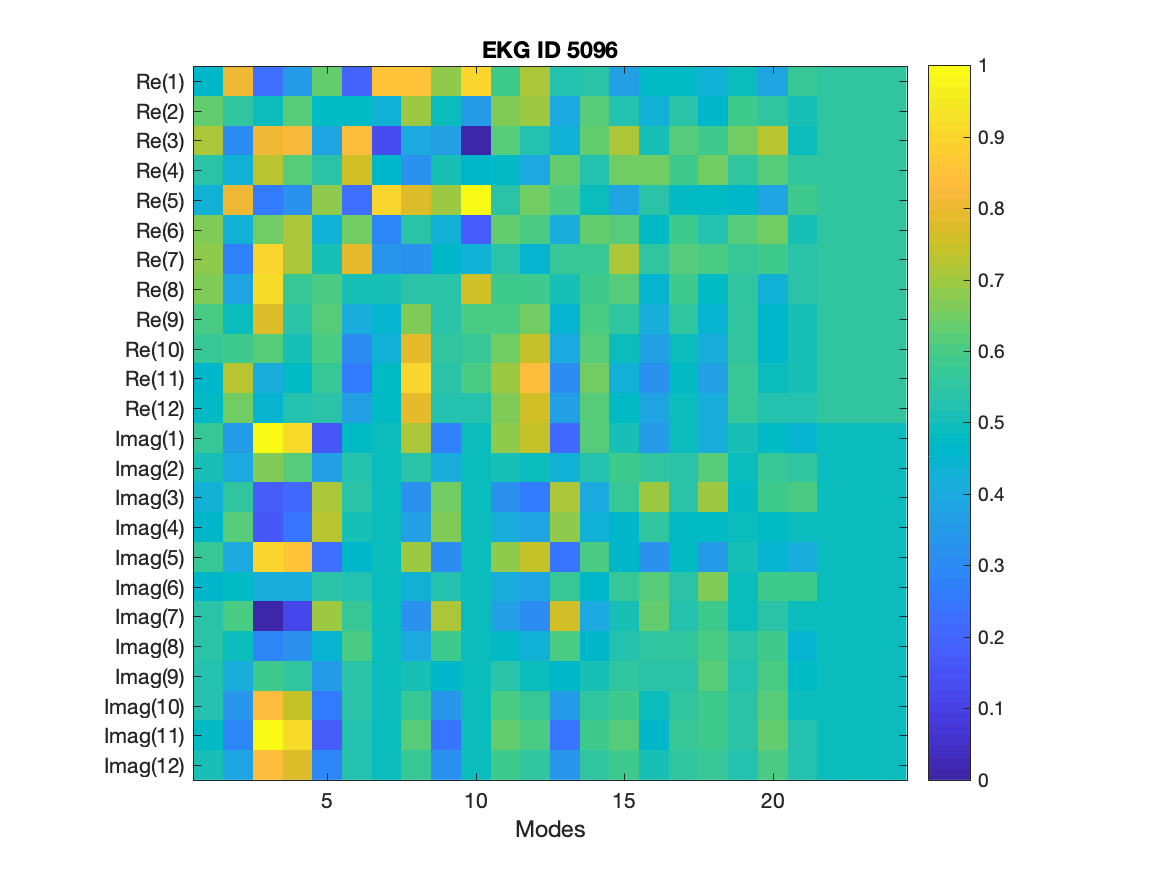 EKG ID 5096
Re(1)
Re(2)
Re(3)
Re(4)
Re(5)
Re(6)
Re(7)
Re(8)
Re(9)
Re(10)
Re(11)
Re(12)
Imag(1)
Imag(2)
Imag(3)
Imag(4)
Imag(5)
Imag(6)
Imag(7)
Imag(8)
Imag(9)
Imag(10)
Imag(11)
Imag(12)
5 10 15 20
Modes
1
0.9
0.8
0.7
0.6
0.5
0.4
0.3
0.2
0.1
0